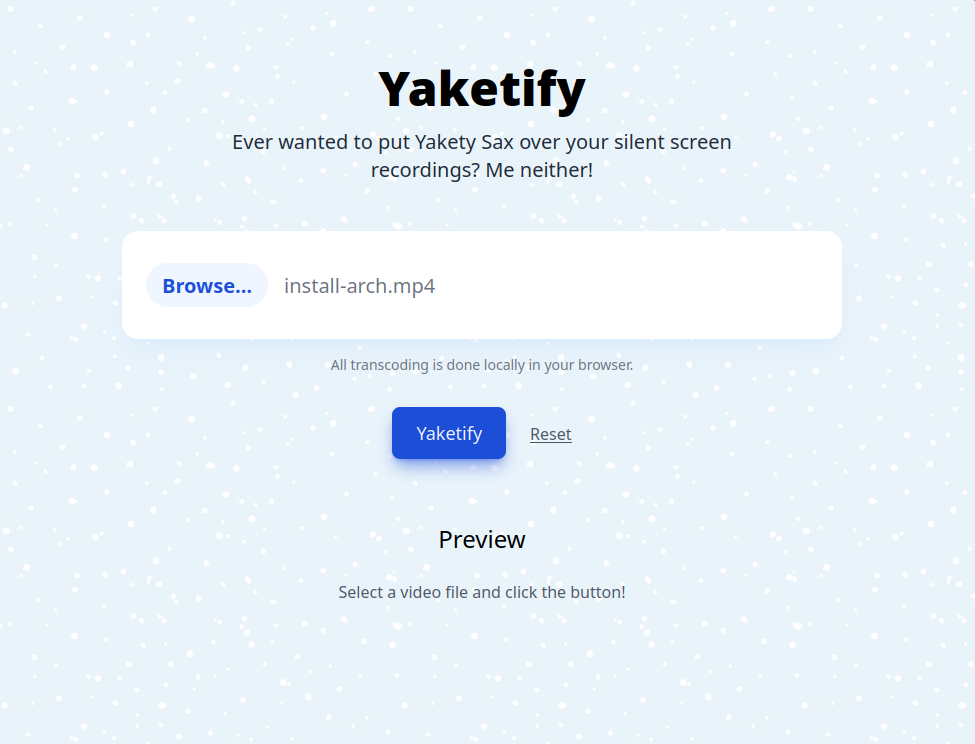 Yaketify
Ever wanted to put Yakety Sax over your silent screen
recordings? Me neither!
Browse... install-arch.mp4
All transcoding is done locally in your browser.
Yaketify Reset
Preview
Select a video file and click the button!